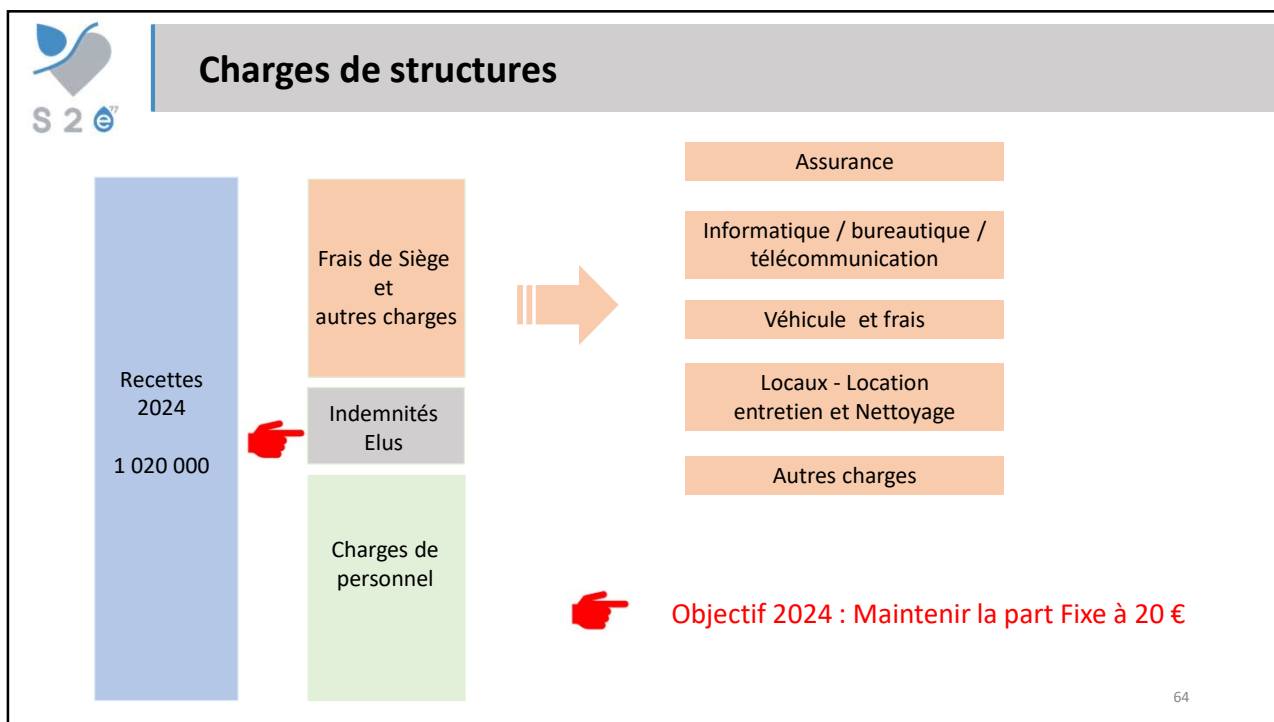 Charges de structures
S 2 e 77
Recettes
2024
1 020 000
Frais de Siège
et
autres charges
Indemnités
Elus
Charges de
personnel
Assurance
Informatique / bureautique /
télécommunication
Véhicule et frais
Locaux - Location
entretien et Nettoyage
Autres charges
Objectif 2024 : Maintenir la part Fixe à 20 €
64